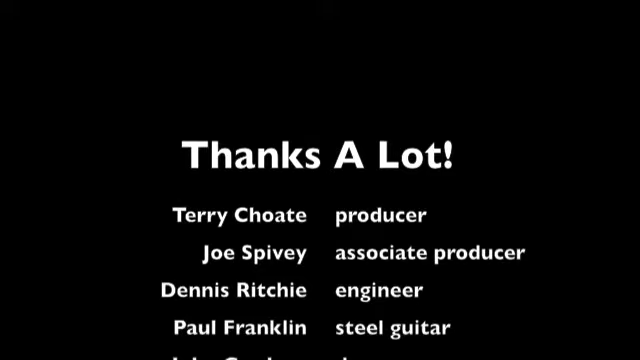 Thanks A Lot!
Terry Choate producer
Joe Spivey associate producer
Dennis Ritchie engineer
Paul Franklin steel guitar